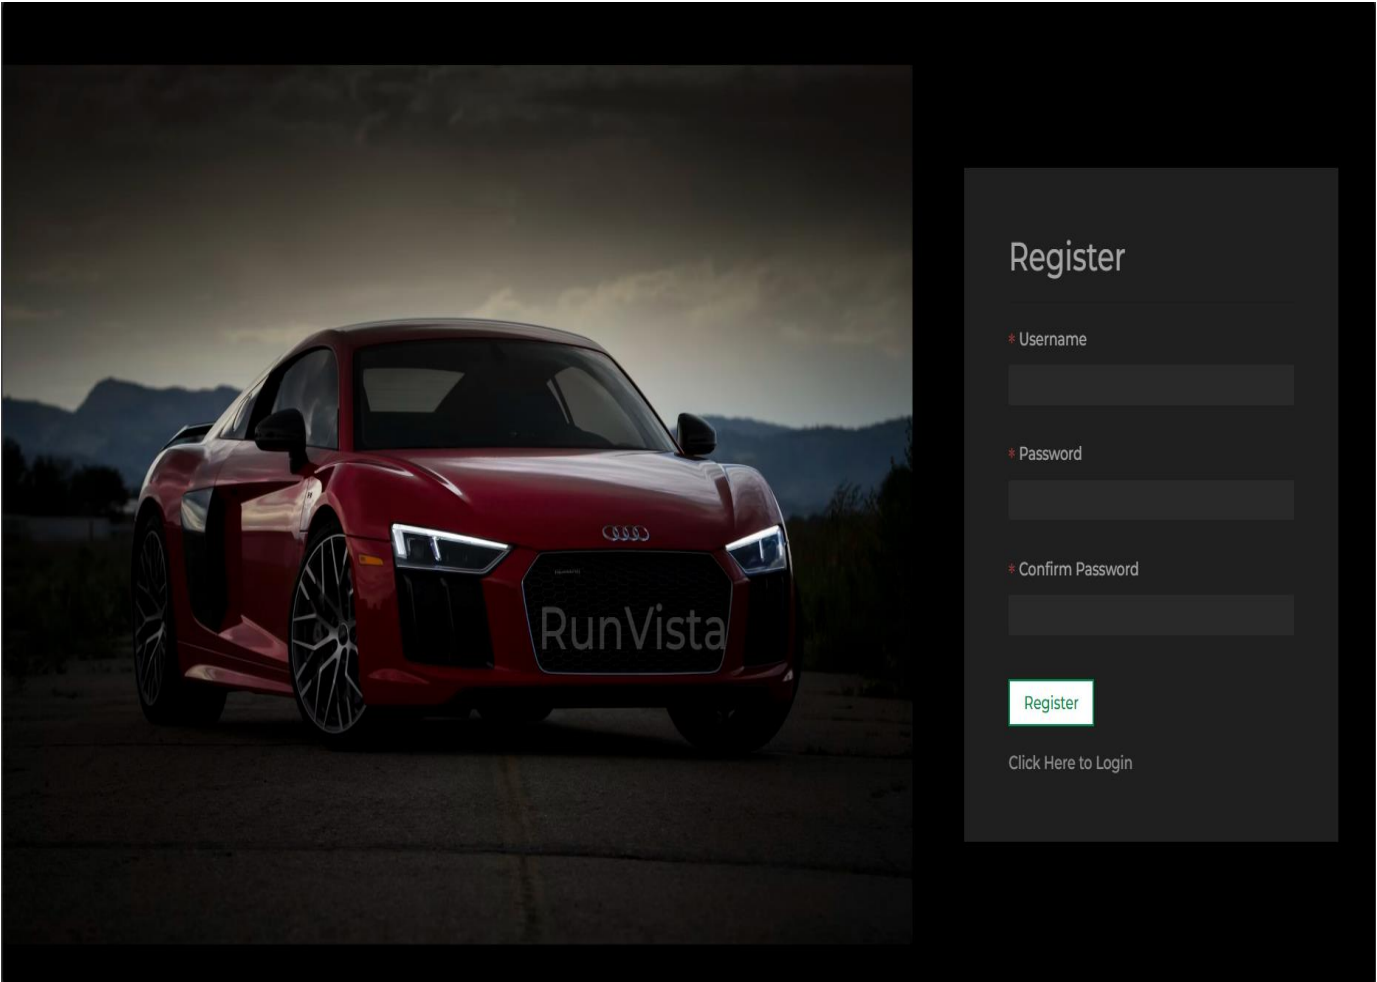 RunVista
Register
* Username
* Password
* Confirm Password
Register
Click Here to Login